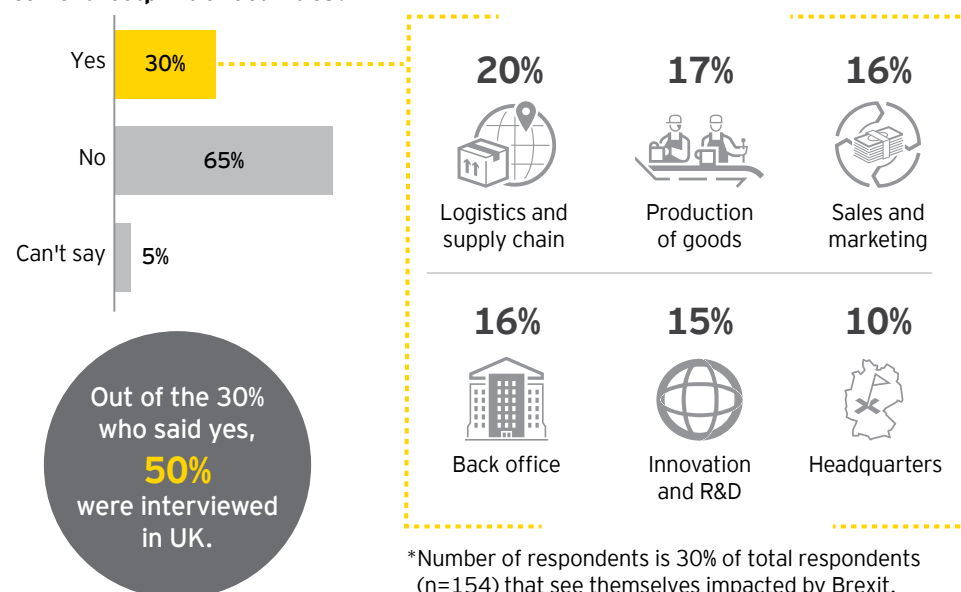 Yes
30%
No
65%
Can't say
5%
Out of the 30%
who said yes,
50%
were interviewed
in UK.
20%
Logistics and
supply chain
17%
Production
of goods
16%
Sales and
marketing
16%
Back office
15%
Innovation
and R&D
10%
Headquarters
*Number of respondents is 30% of total respondents
(n=154) that see themselves impacted by Brexit.